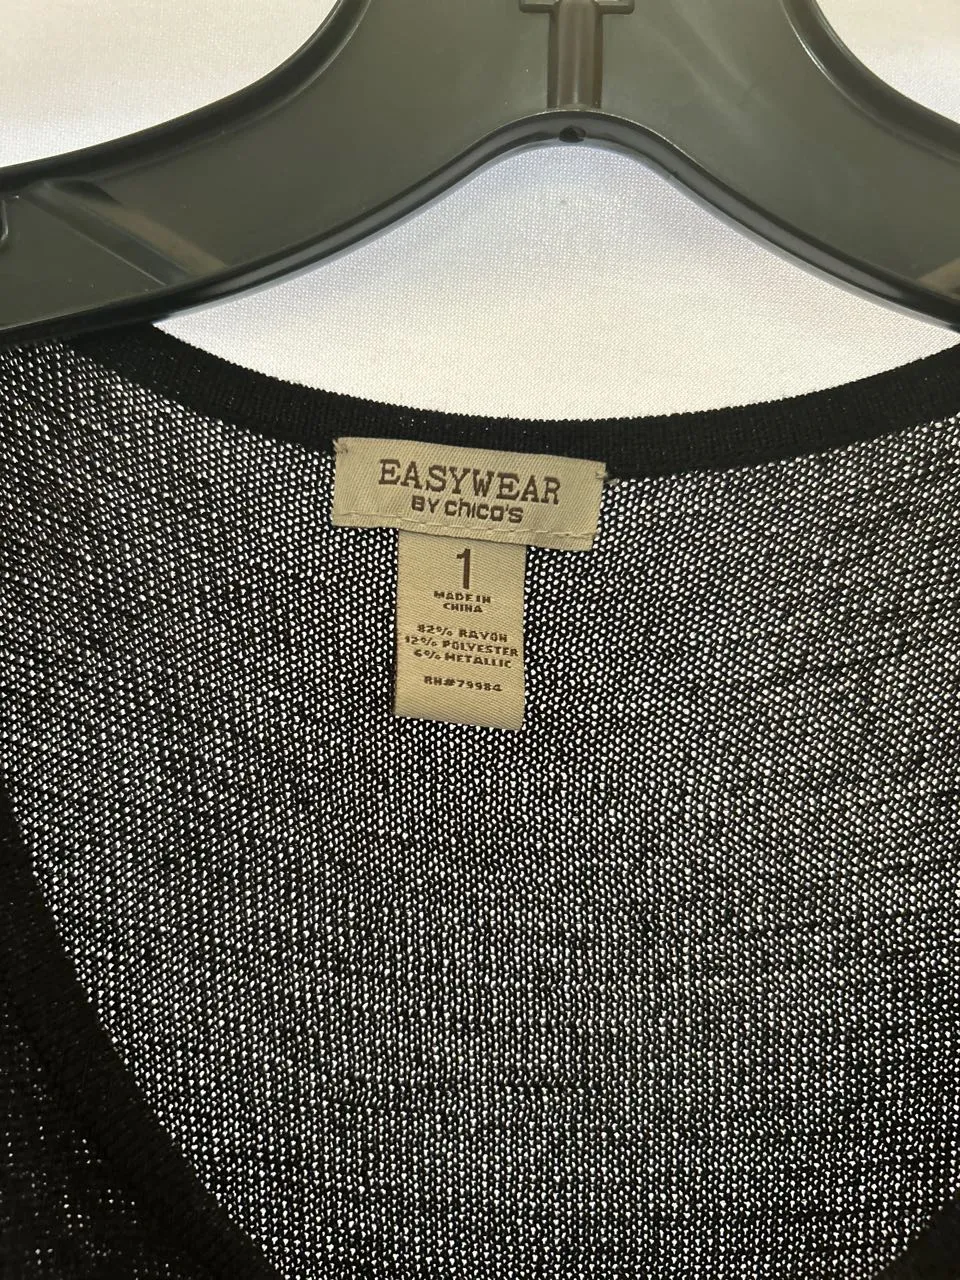 EASYWEAR
BY chico's
1
MADE IN
CHINA
82% RAYON
12% POLYESTER
6% METALLIC
RN#79984